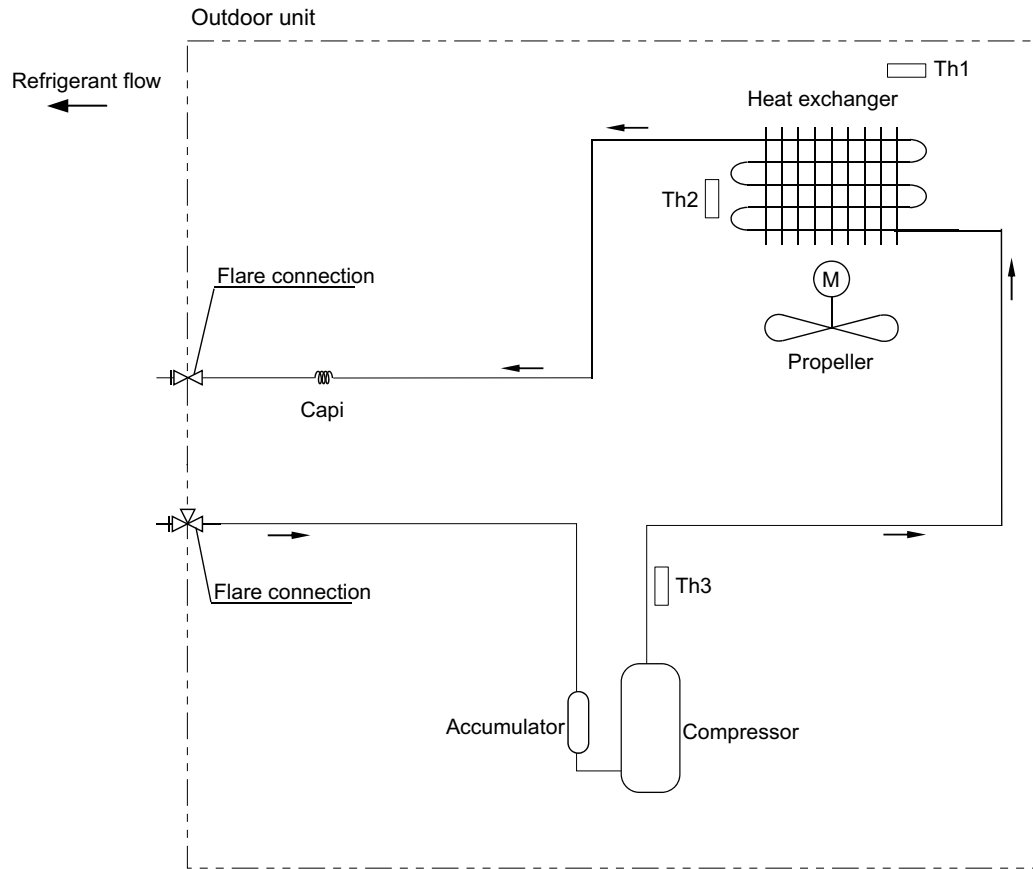 Outdoor unit
Refrigerant flow
Th1
Heat exchanger
Th2
Flare connection
M
Propeller
Capi
Flare connection
Th3
Accumulator
Compressor